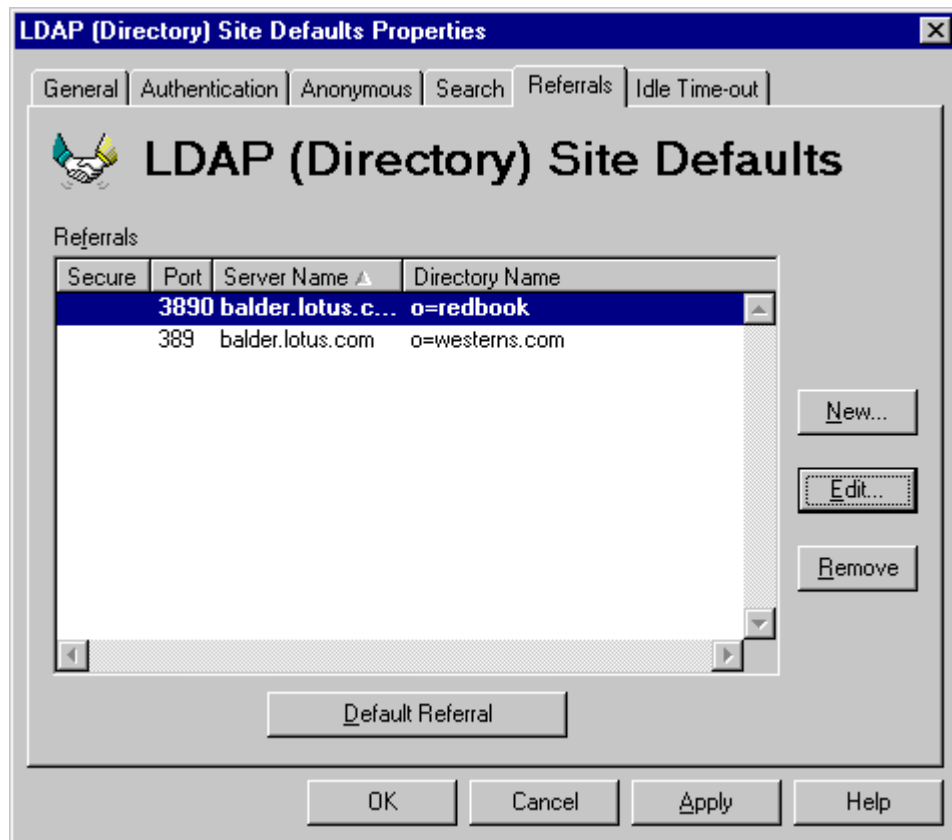 LDAP (Directory) Site Defaults Properties
General Authentication Anonymous Search Referrals Idle Time-out
LDAP (Directory) Site Defaults
Referrals
Secure Port Server Name Directory Name
3890 balder.lotus.c... o=redbook
389 balder.lotus.com o=westerns.com
New...
Edit...
Remove
Default Referral
OK Cancel Apply Help